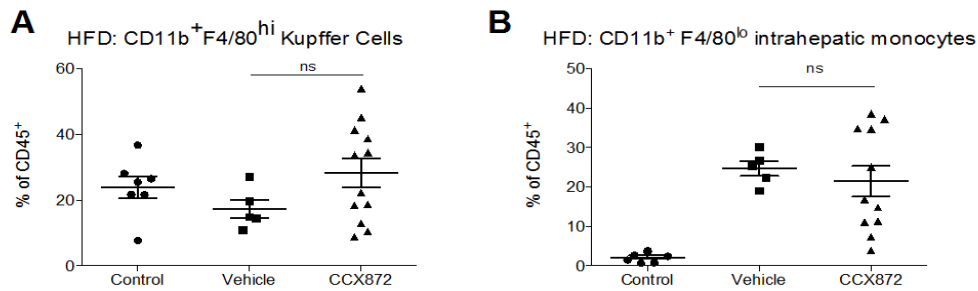 A
HFD: CD11b⁺F4/80ʰⁱ Kupffer Cells
ns
60
40
20
0
% of CD45⁺
Control
Vehicle
CCX872
B
HFD: CD11b⁺ F4/80ˡᵒ intrahepatic monocytes
ns
50
40
30
20
10
0
% of CD45⁺
Control
Vehicle
CCX872